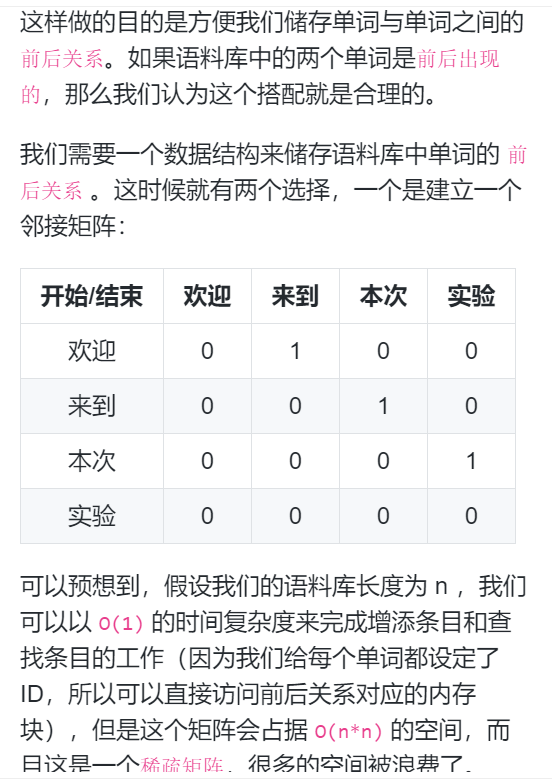 这样做的目的是方便我们储存单词与单词之间的
前后关系。如果语料库中的两个单词是前后出现
的，那么我们认为这个搭配就是合理的。
我们需要一个数据结构来储存语料库中单词的 前
后关系 。这时候就有两个选择，一个是建立一个
邻接矩阵：
开始/结束 欢迎 来到 本次 实验
欢迎 0 1 0 0
来到 0 0 1 0
本次 0 0 0 1
实验 0 0 0 0
可以预想到，假设我们的语料库长度为 n ，我们
可以以 O(1) 的时间复杂度来完成增添条目和查
找条目的工作（因为我们给每个单词都设定了
ID，所以可以直接访问前后关系对应的内存
块），但是这个矩阵会占据 O(n*n) 的空间，而
且这是一个稀疏矩阵，很多的空间被浪费了。